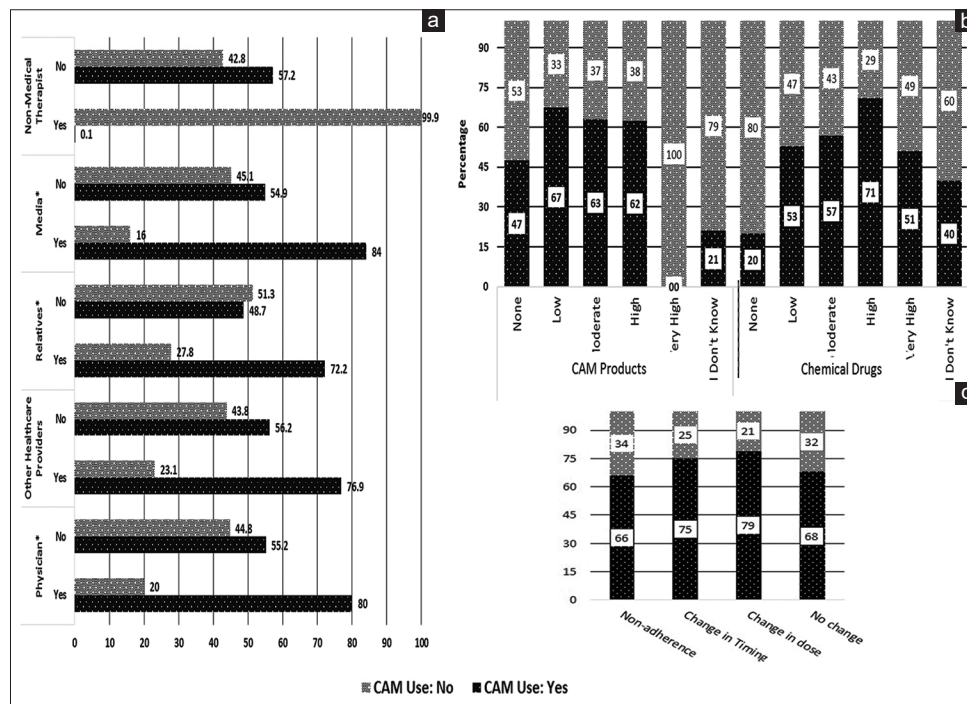 a
Non-Medical
Therapist
No
42.8
57.2
Yes
99.9
0.1
Media*
No
45.1
54.9
Yes
16
84
Relatives*
No
51.3
48.7
Yes
27.8
72.2
Other Healthcare
Providers
No
43.8
56.2
Yes
23.1
76.9
Physician*
No
44.8
55.2
Yes
20
80
0 10 20 30 40 50 60 70 80 90 100
b
Percentage
90
75
60
45
30
15
0
53 33 37 38 100 79 80 47 43 29 49 60
47 67 63 62 00 21 20 53 57 71 51 40
None Low High I Don't Know None Low High I Don't Know
CAM Products Chemical Drugs
90
75
60
45
30
15
0
34 25 21 32
66 75 79 68
Non-adherence Change in Timing Change in dose No change
CAM Use: No CAM Use: Yes